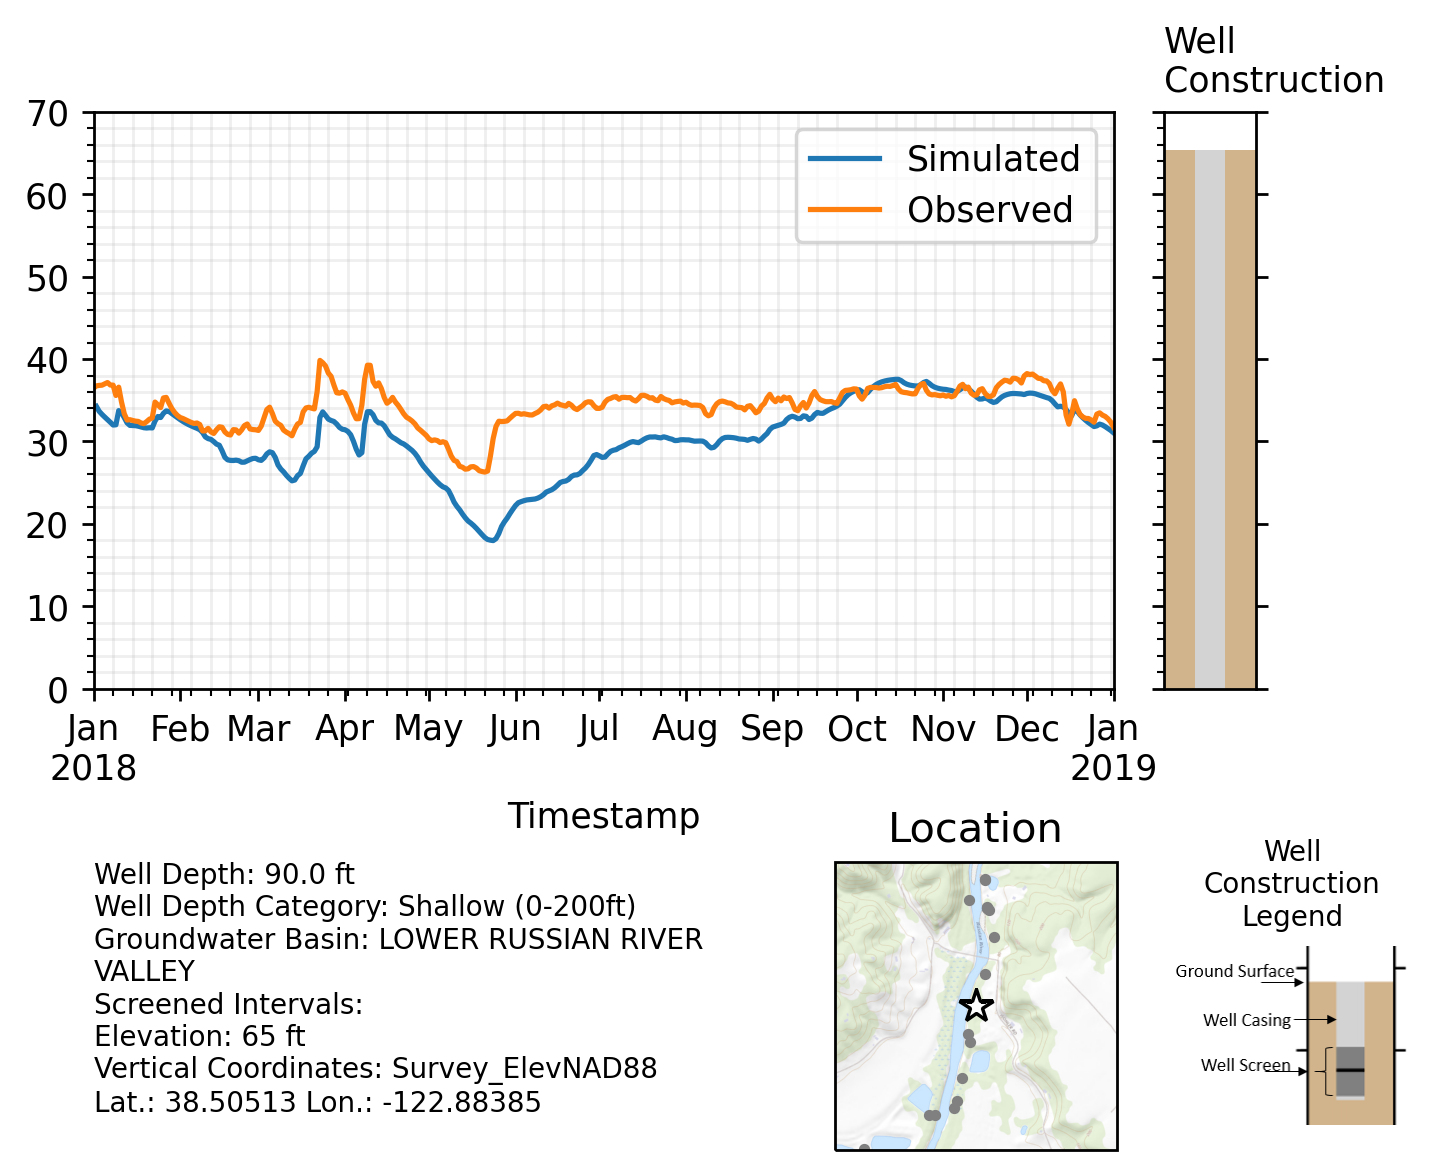 Well
Construction
70
60
50
40
30
20
10
0
Simulated
Observed
Jan Feb Mar Apr May Jun Jul Aug Sep Oct Nov Dec Jan
2018 2019
Timestamp
Well Depth: 90.0 ft
Well Depth Category: Shallow (0-200ft)
Groundwater Basin: LOWER RUSSIAN RIVER
VALLEY
Screened Intervals:
Elevation: 65 ft
Vertical Coordinates: Survey_ElevNAD88
Lat.: 38.50513 Lon.: -122.88385
Location
Well
Construction
Legend
Ground Surface
Well Casing
Well Screen